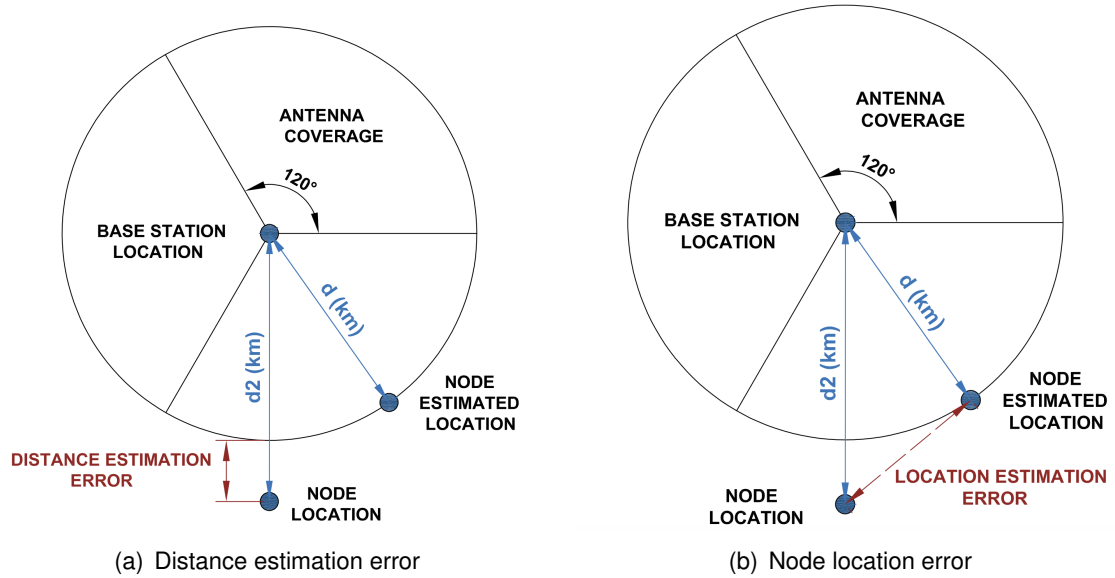 ANTENNA
COVERAGE
120°
BASE STATION
LOCATION
d (km)
d2 (km)
NODE
ESTIMATED
LOCATION
DISTANCE ESTIMATION
ERROR
NODE
LOCATION
(a) Distance estimation error
ANTENNA
COVERAGE
120°
BASE STATION
LOCATION
d (km)
d2 (km)
NODE
ESTIMATED
LOCATION
LOCATION ESTIMATION
ERROR
NODE
LOCATION
(b) Node location error